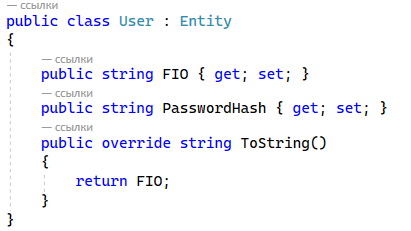 — ссылки
public class User : Entity
{
— ссылки
public string FIO { get; set; }
— ссылки
public string PasswordHash { get; set; }
— ссылки
public override string ToString()
{
return FIO;
}
}